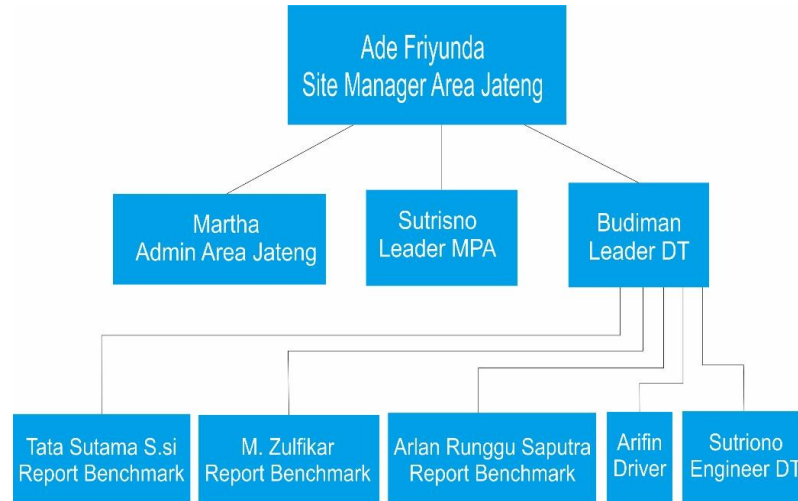 Ade Friyunda
Site Manager Area Jateng
Martha
Admin Area Jateng
Sutrisno
Leader MPA
Budiman
Leader DT
Tata Sutama S.si
Report Benchmark
M. Zulfikar
Report Benchmark
Arlan Runggu Saputra
Report Benchmark
Arifin
Driver
Sutriono
Engineer DT